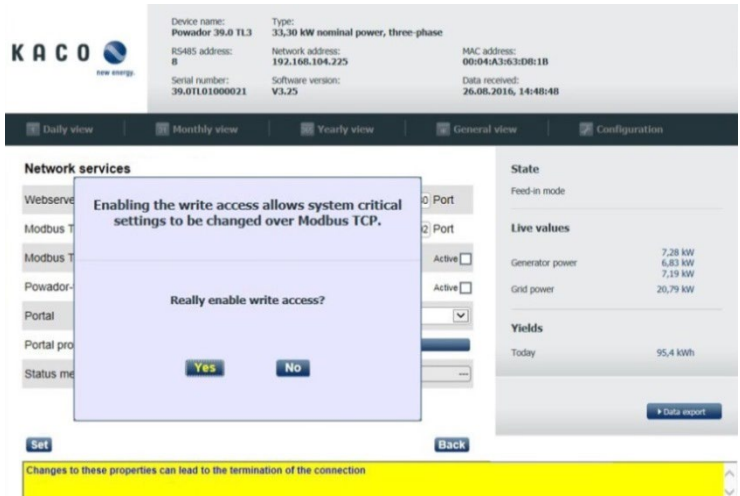 KACO
new energy.
Device name:
Powador 39.0 TL3
Type:
33,30 kW nominal power, three-phase
RS485 address:
8
Network address:
192.168.104.225
MAC address:
00:04:A3:63:D8:1B
Serial number:
39.0TL01000021
Software version:
V3.25
Data received:
26.08.2016, 14:48:48
Daily view
Monthly view
Yearly view
General view
Configuration
Network services
Webserve
Port
Modbus T
Port
Modbus T
Active
Powador-
Active
Portal
Portal pro
Status me
---
Enabling the write access allows system critical
settings to be changed over Modbus TCP.
Really enable write access?
Yes
No
Set
Back
State
Feed-in mode
Live values
Generator power
7,28 kW
6,83 kW
7,19 kW
Grid power
20,79 kW
Yields
Today
95,4 kWh
Data export
Changes to these properties can lead to the termination of the connection